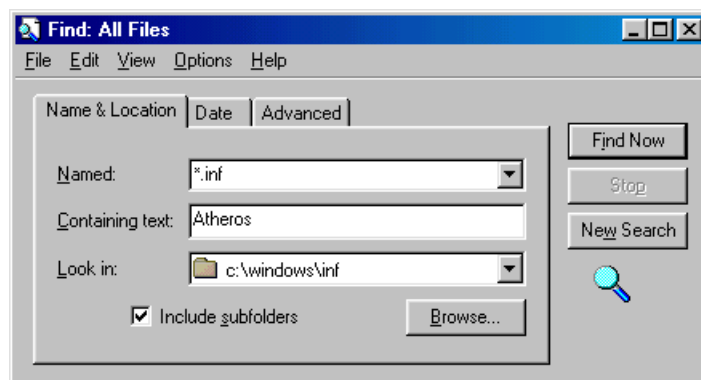 Find: All Files
File Edit View Options Help
Name & Location Date Advanced
Find Now
Named: *.inf
Stop
Containing text: Atheros
New Search
Look in: c:\windows\inf
Include subfolders Browse...